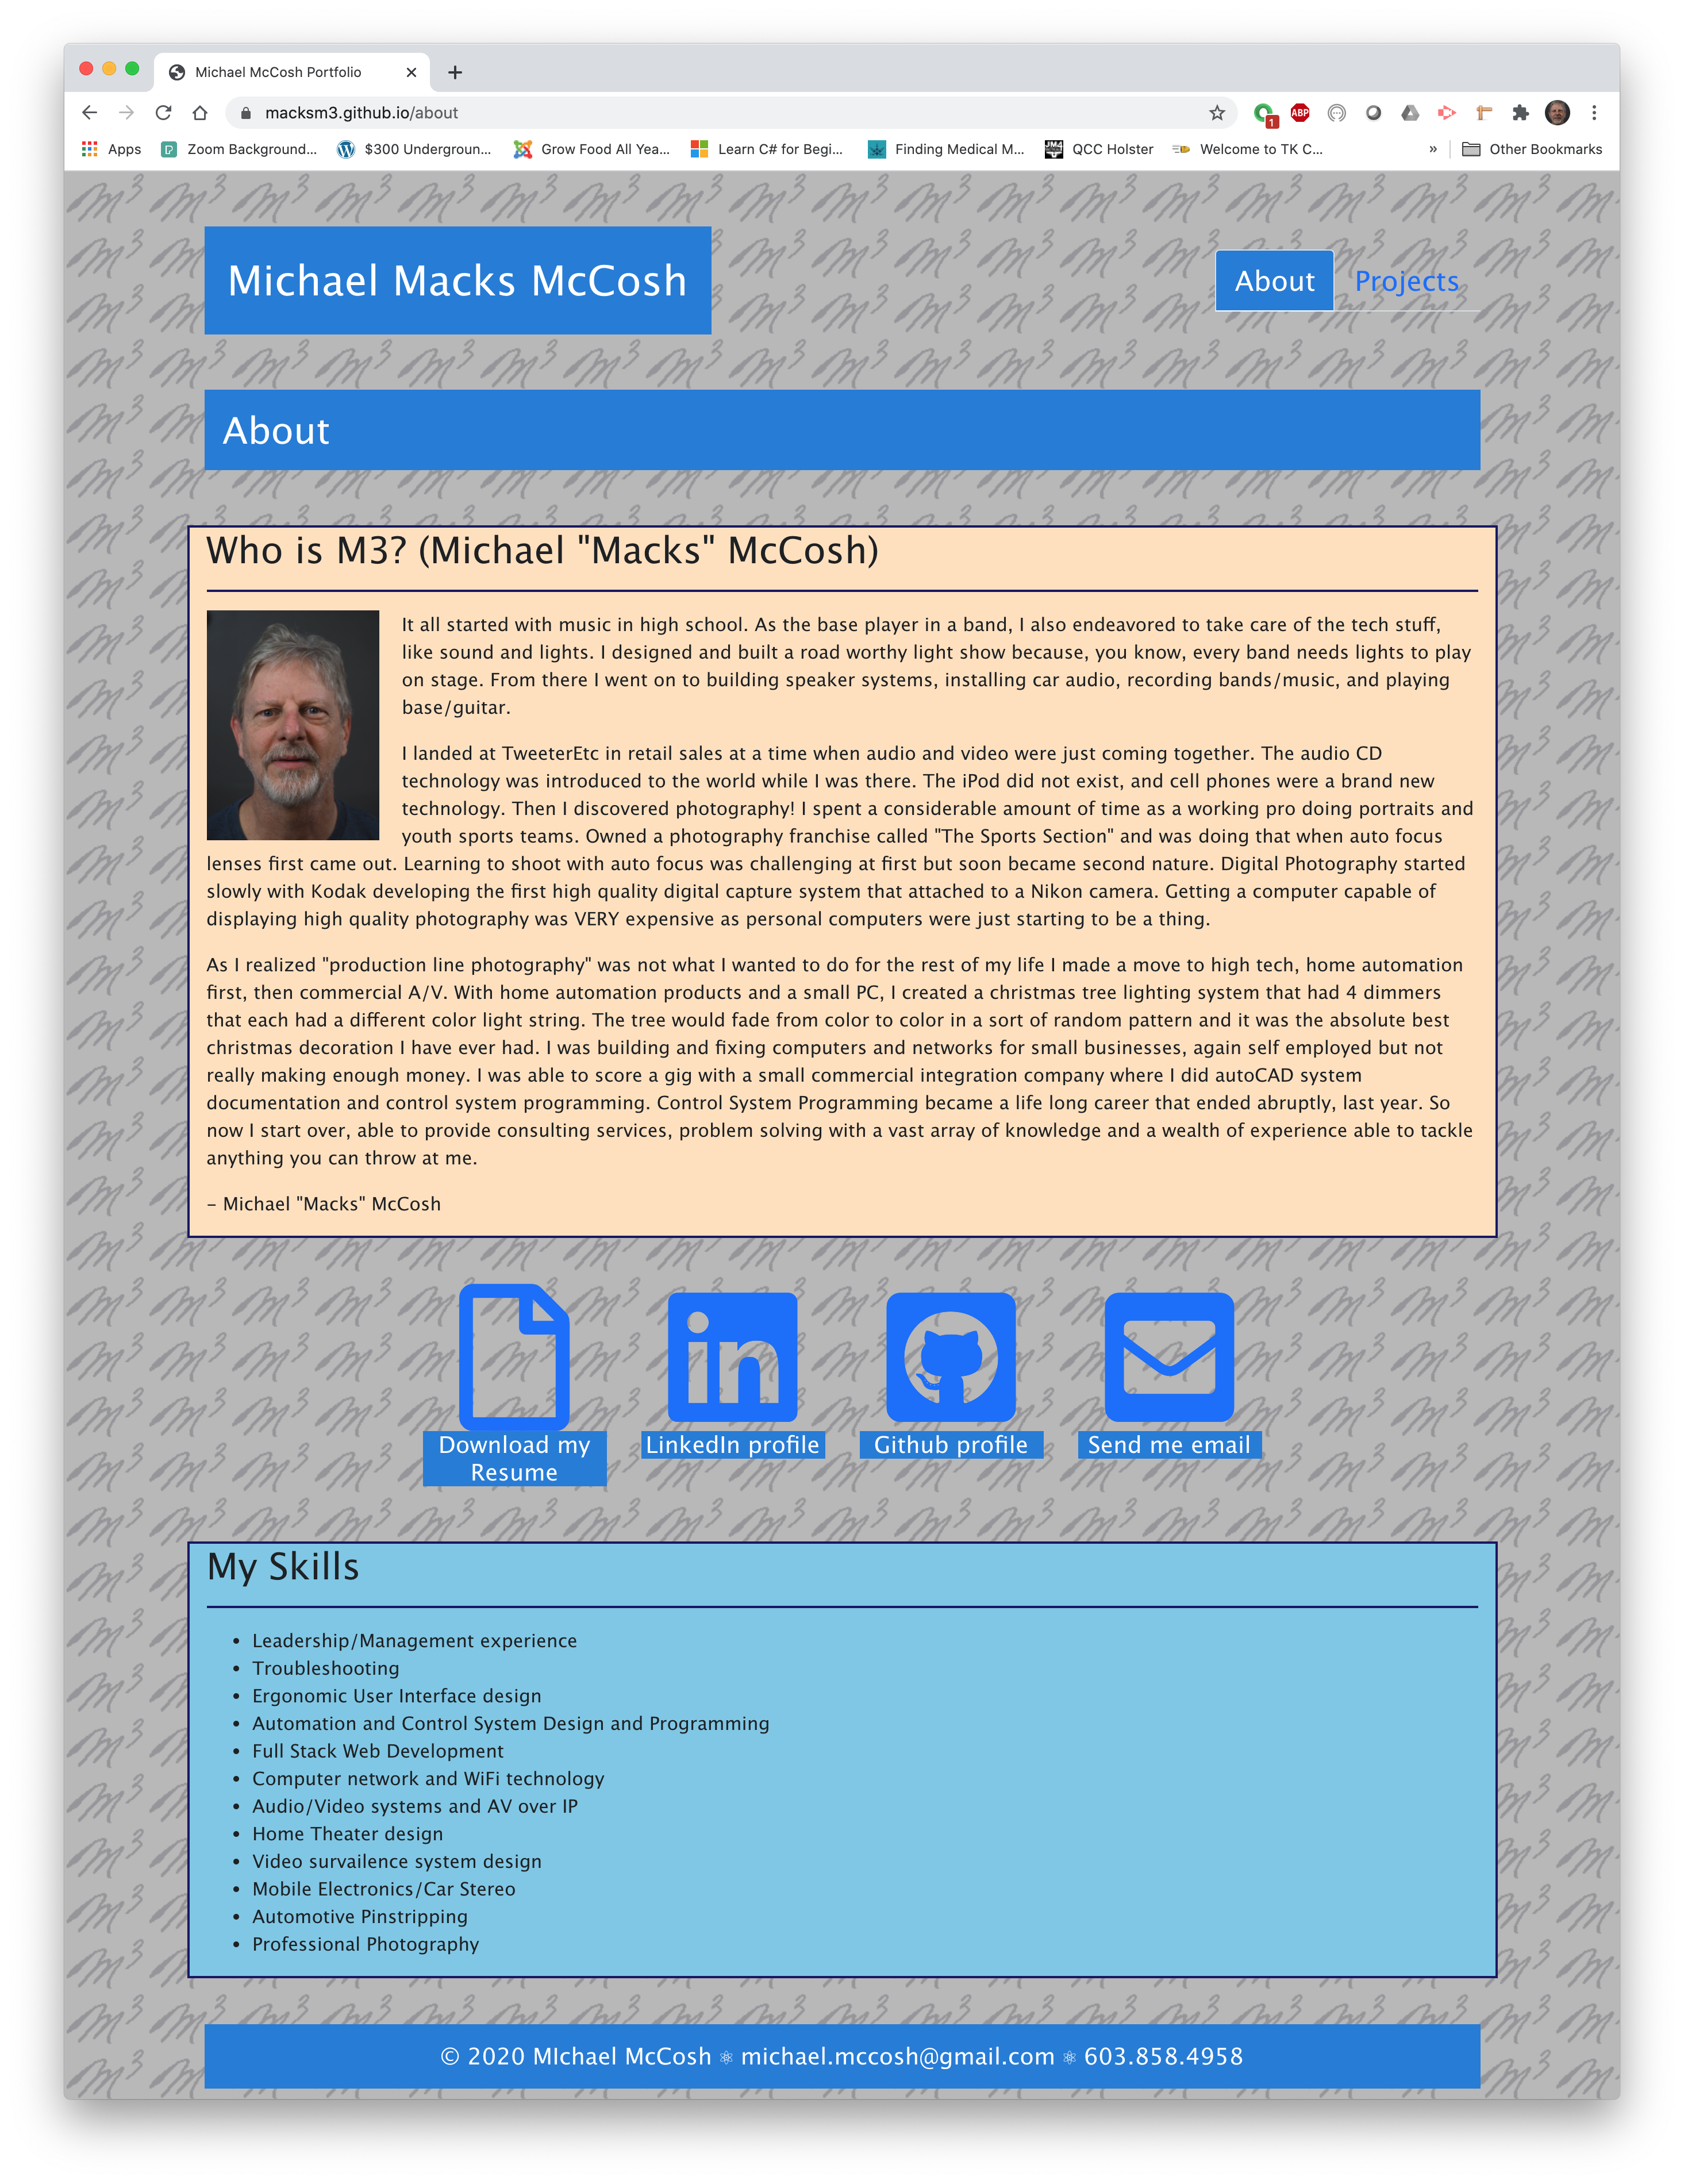 Michael McCosh Portfolio
macksm3.github.io/about
1
ABP
Apps
Zoom Background...
$300 Undergroun...
Grow Food All Yea...
Learn C# for Begi...
Finding Medical M...
QCC Holster
Welcome to TK C...
»
Other Bookmarks
Michael Macks McCosh
About
Projects
About
Who is M3? (Michael "Macks" McCosh)
It all started with music in high school. As the base player in a band, I also endeavored to take care of the tech stuff,
like sound and lights. I designed and built a road worthy light show because, you know, every band needs lights to play
on stage. From there I went on to building speaker systems, installing car audio, recording bands/music, and playing
base/guitar.
I landed at TweeterEtc in retail sales at a time when audio and video were just coming together. The audio CD
technology was introduced to the world while I was there. The iPod did not exist, and cell phones were a brand new
technology. Then I discovered photography! I spent a considerable amount of time as a working pro doing portraits and
youth sports teams. Owned a photography franchise called "The Sports Section" and was doing that when auto focus
lenses first came out. Learning to shoot with auto focus was challenging at first but soon became second nature. Digital Photography started
slowly with Kodak developing the first high quality digital capture system that attached to a Nikon camera. Getting a computer capable of
displaying high quality photography was VERY expensive as personal computers were just starting to be a thing.
As I realized "production line photography" was not what I wanted to do for the rest of my life I made a move to high tech, home automation
first, then commercial A/V. With home automation products and a small PC, I created a christmas tree lighting system that had 4 dimmers
that each had a different color light string. The tree would fade from color to color in a sort of random pattern and it was the absolute best
christmas decoration I have ever had. I was building and fixing computers and networks for small businesses, again self employed but not
really making enough money. I was able to score a gig with a small commercial integration company where I did autoCAD system
documentation and control system programming. Control System Programming became a life long career that ended abruptly, last year. So
now I start over, able to provide consulting services, problem solving with a vast array of knowledge and a wealth of experience able to tackle
anything you can throw at me.
– Michael "Macks" McCosh
in
Download my
Resume
LinkedIn profile
Github profile
Send me email
My Skills
• Leadership/Management experience
• Troubleshooting
• Ergonomic User Interface design
• Automation and Control System Design and Programming
• Full Stack Web Development
• Computer network and WiFi technology
• Audio/Video systems and AV over IP
• Home Theater design
• Video survailence system design
• Mobile Electronics/Car Stereo
• Automotive Pinstripping
• Professional Photography
© 2020 MIchael McCosh ⚛ michael.mccosh@gmail.com ⚛ 603.858.4958